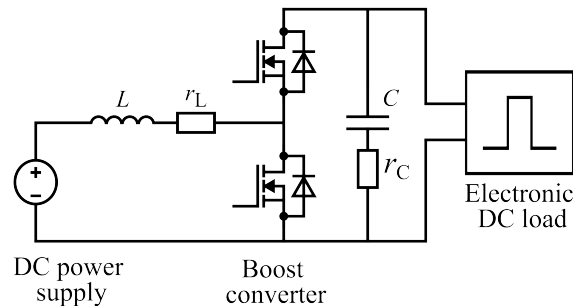 L
r_L
C
r_C
+
−
Electronic
DC load
DC power
supply
Boost
converter